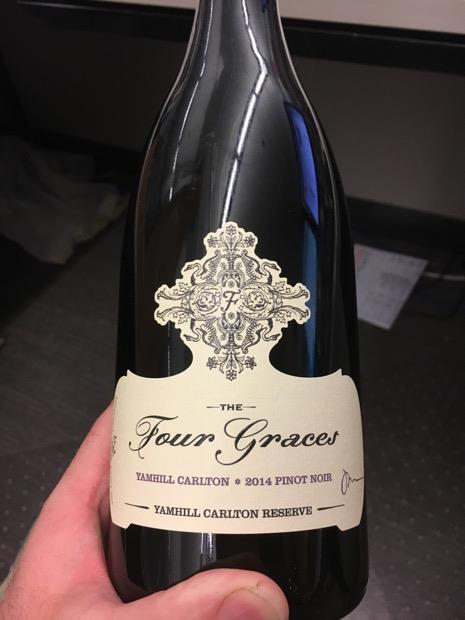 F
THE
Four Graces
YAMHILL CARLTON * 2014 PINOT NOIR
YAMHILL CARLTON RESERVE